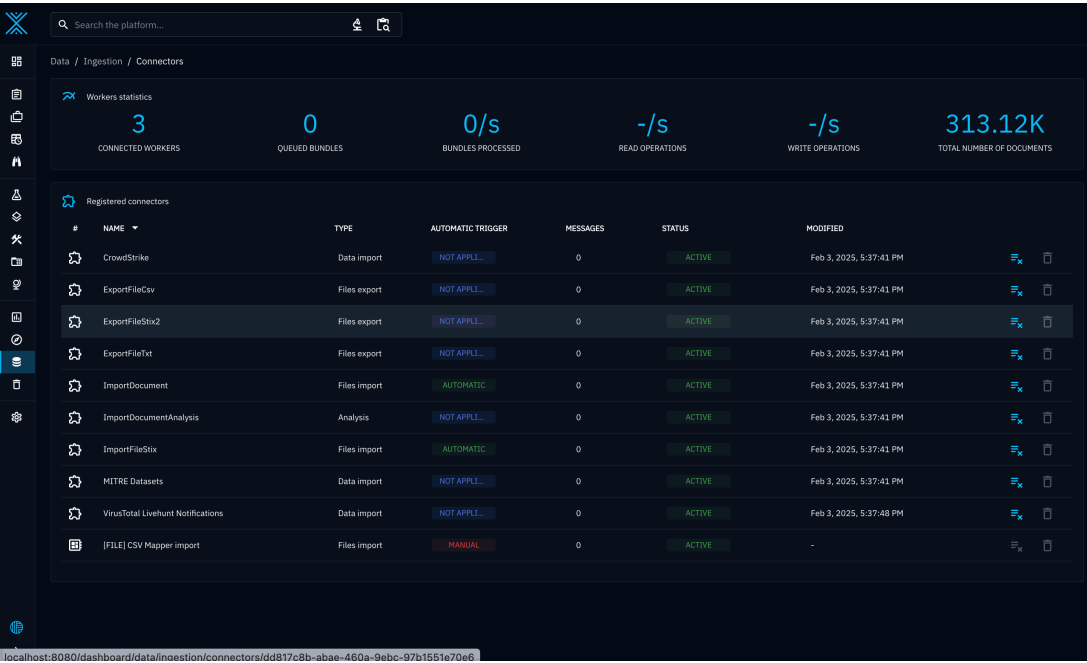 Search the platform...
Data / Ingestion / Connectors
Workers statistics
3 0 0/s -/s -/s 313.12K
CONNECTED WORKERS QUEUED BUNDLES BUNDLES PROCESSED READ OPERATIONS WRITE OPERATIONS TOTAL NUMBER OF DOCUMENTS
Registered connectors
# NAME TYPE AUTOMATIC TRIGGER MESSAGES STATUS MODIFIED
CrowdStrike Data import NOT APPLI... 0 ACTIVE Feb 3, 2025, 5:37:41 PM
ExportFileCsv Files export NOT APPLI... 0 ACTIVE Feb 3, 2025, 5:37:41 PM
ExportFileStix2 Files export NOT APPLI... 0 ACTIVE Feb 3, 2025, 5:37:41 PM
ExportFileTxt Files export NOT APPLI... 0 ACTIVE Feb 3, 2025, 5:37:41 PM
ImportDocument Files import AUTOMATIC 0 ACTIVE Feb 3, 2025, 5:37:41 PM
ImportDocumentAnalysis Analysis NOT APPLI... 0 ACTIVE Feb 3, 2025, 5:37:41 PM
ImportFileStix Files import AUTOMATIC 0 ACTIVE Feb 3, 2025, 5:37:41 PM
MITRE Datasets Data import NOT APPLI... 0 ACTIVE Feb 3, 2025, 5:37:41 PM
VirusTotal Livehunt Notifications Data import NOT APPLI... 0 ACTIVE Feb 3, 2025, 5:37:48 PM
[FILE] CSV Mapper import Files import MANUAL 0 ACTIVE -
localhost:8080/dashboard/data/ingestion/connectors/dd817c8b-abae-460a-9ebc-97b1551e70e6